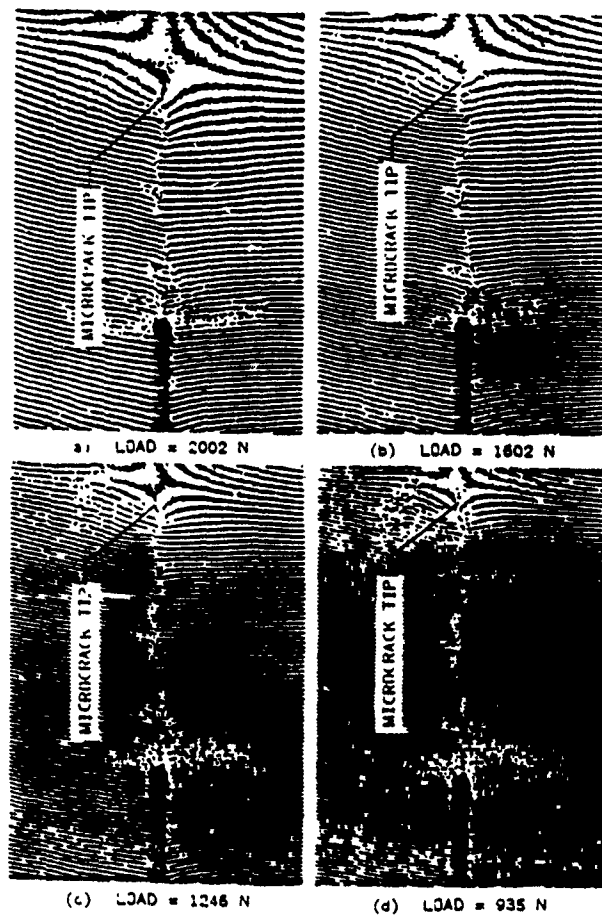 MICROCRACK TIP
MICROCRACK TIP
a) LOAD = 2002 N
(b) LOAD = 1602 N
MICROCRACK TIP
MICROCRACK TIP
(c) LOAD = 1246 N
(d) LOAD = 935 N